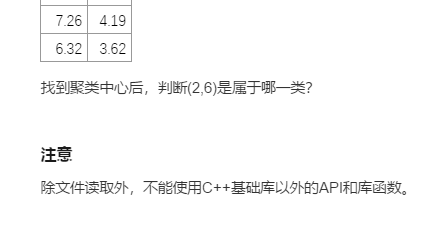 7.26 4.19
6.32 3.62
找到聚类中心后，判断(2,6)是属于哪一类？
注意
除文件读取外，不能使用C++基础库以外的API和库函数。